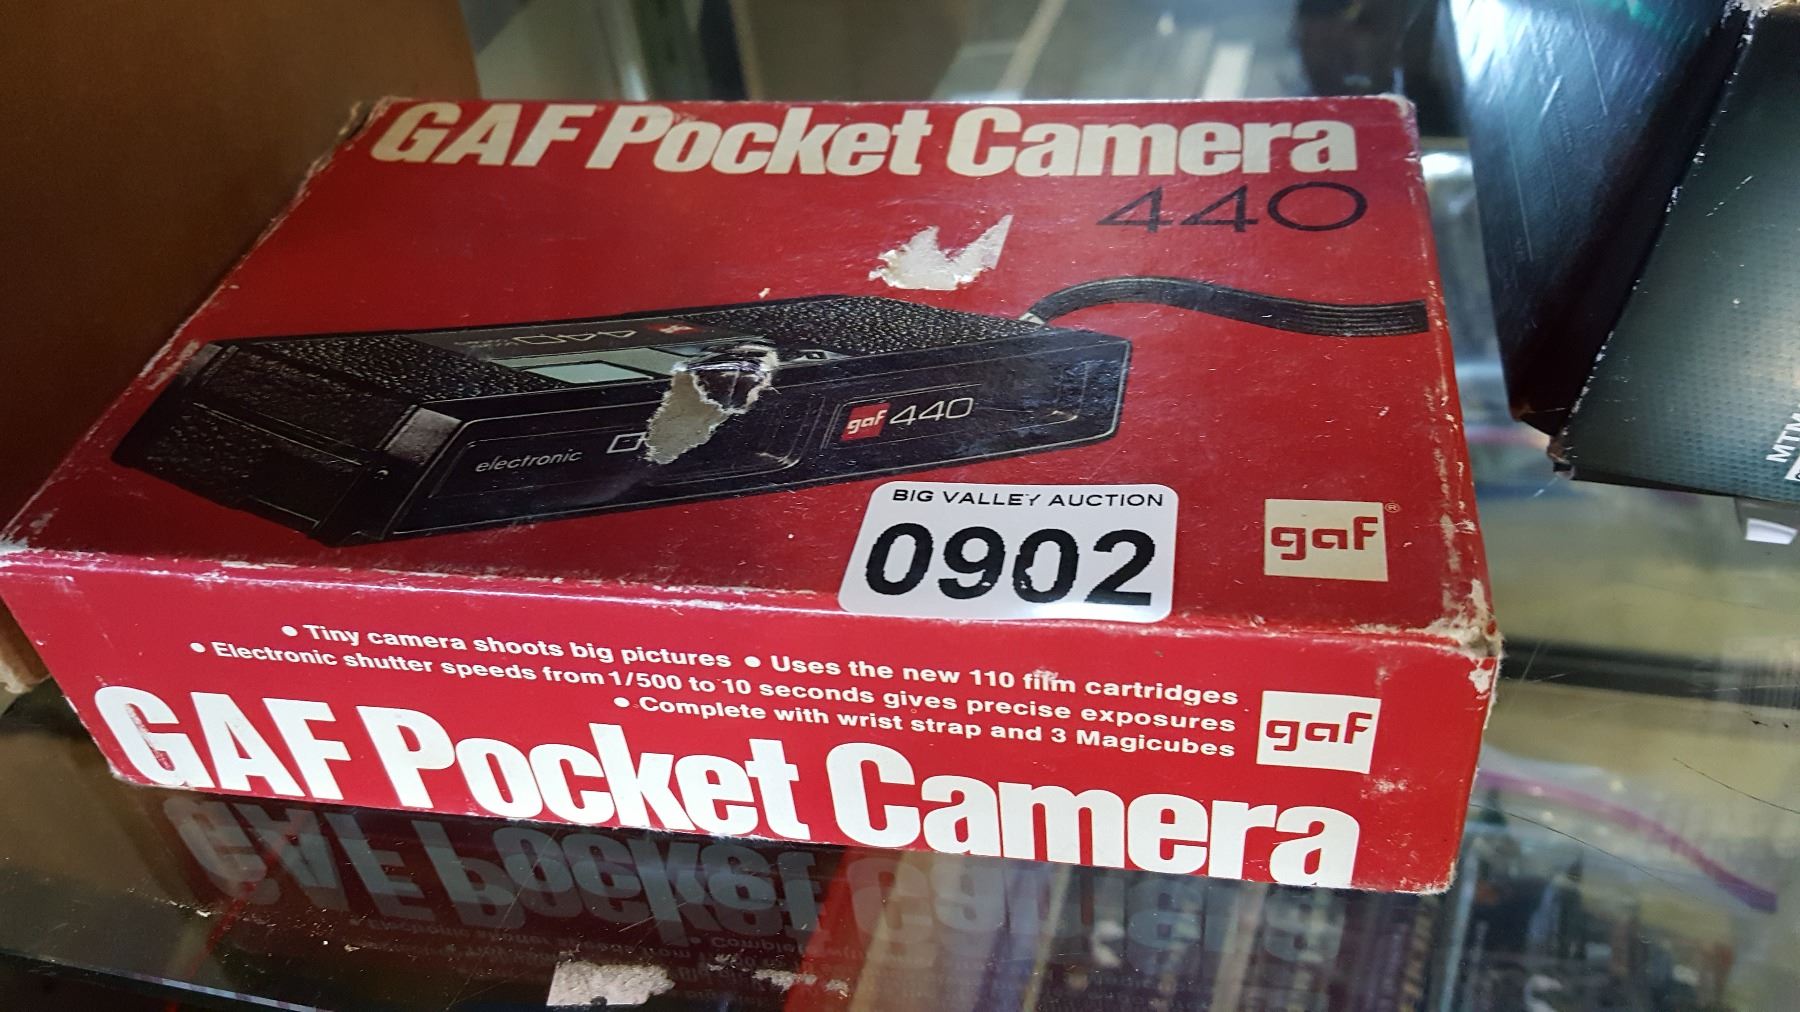 GAF Pocket Camera
440
440
gaf 440
electronic
BIG VALLEY AUCTION
0902
gaf®
• Tiny camera shoots big pictures • Uses the new 110 film cartridges
• Electronic shutter speeds from 1/500 to 10 seconds gives precise exposures
• Complete with wrist strap and 3 Magicubes
gaf
GAF Pocket Camera
MTM